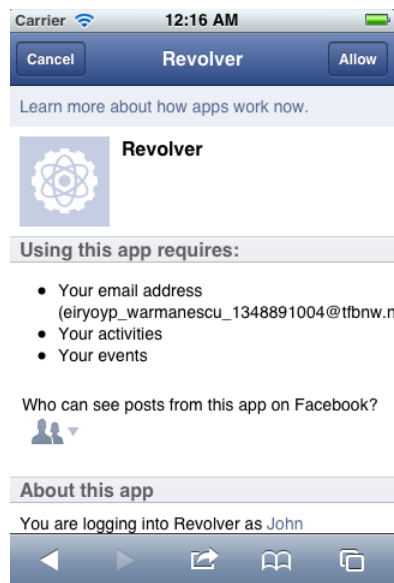 Carrier 12:16 AM
Cancel Revolver Allow
Learn more about how apps work now.
Revolver
Using this app requires:
• Your email address
(eiryoyp_warmanescu_1348891004@tfbnw.n
• Your activities
• Your events
Who can see posts from this app on Facebook?
About this app
You are logging into Revolver as John